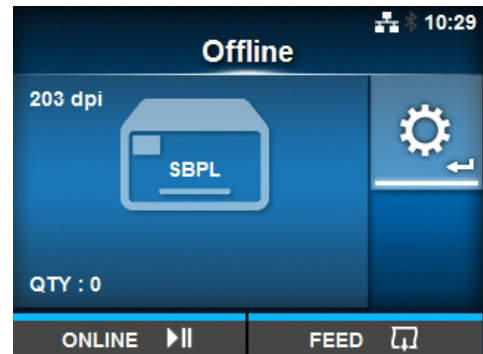 10:29
Offline
203 dpi
SBPL
QTY : 0
ONLINE FEED